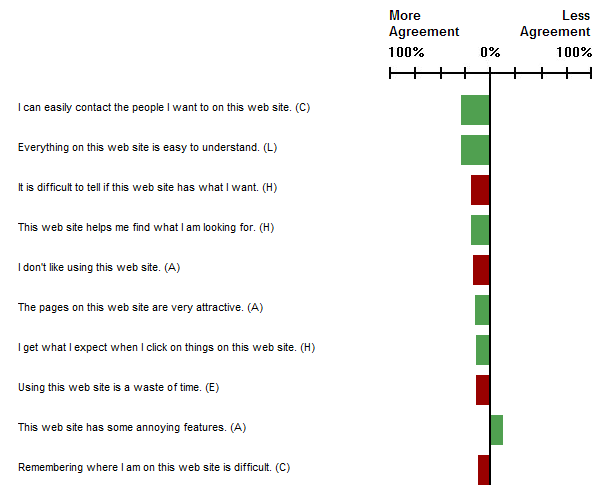 More Less
Agreement Agreement
100% 0% 100%
I can easily contact the people I want to on this web site. (C)
Everything on this web site is easy to understand. (L)
It is difficult to tell if this web site has what I want. (H)
This web site helps me find what I am looking for. (H)
I don't like using this web site. (A)
The pages on this web site are very attractive. (A)
I get what I expect when I click on things on this web site. (H)
Using this web site is a waste of time. (E)
This web site has some annoying features. (A)
Remembering where I am on this web site is difficult. (C)